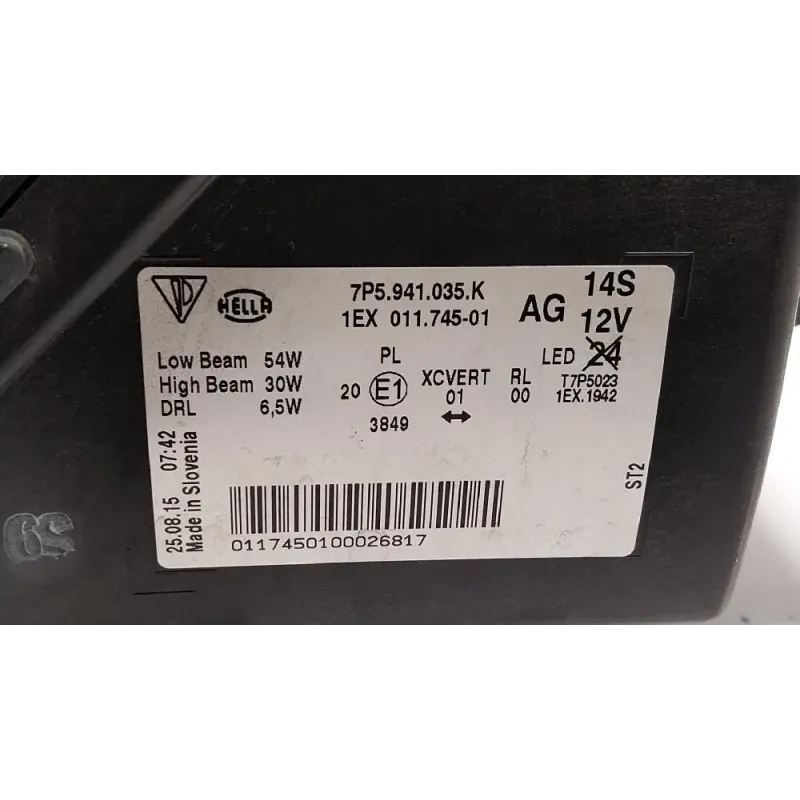 HELLA
7P5.941.035.K
1EX 011.745-01
AG
14S
12V
Low Beam 54W
High Beam 30W
DRL 6,5W
PL
20 E1
3849
XCVERT
01
RL
00
LED 24
T7P5023
1EX.1942
25.08.15 07:42
Made in Slovenia
ST2
0117450100026817